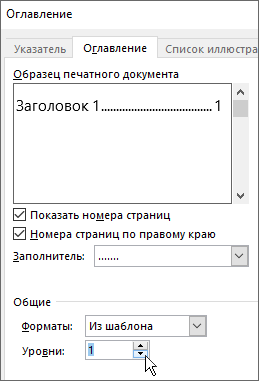 Оглавление
Указатель Оглавление Список иллюстра
Образец печатного документа
Заголовок 1..................................... 1
Показать номера страниц
Номера страниц по правому краю
Заполнитель: .......
Общие
Форматы: Из шаблона
Уровни: 1